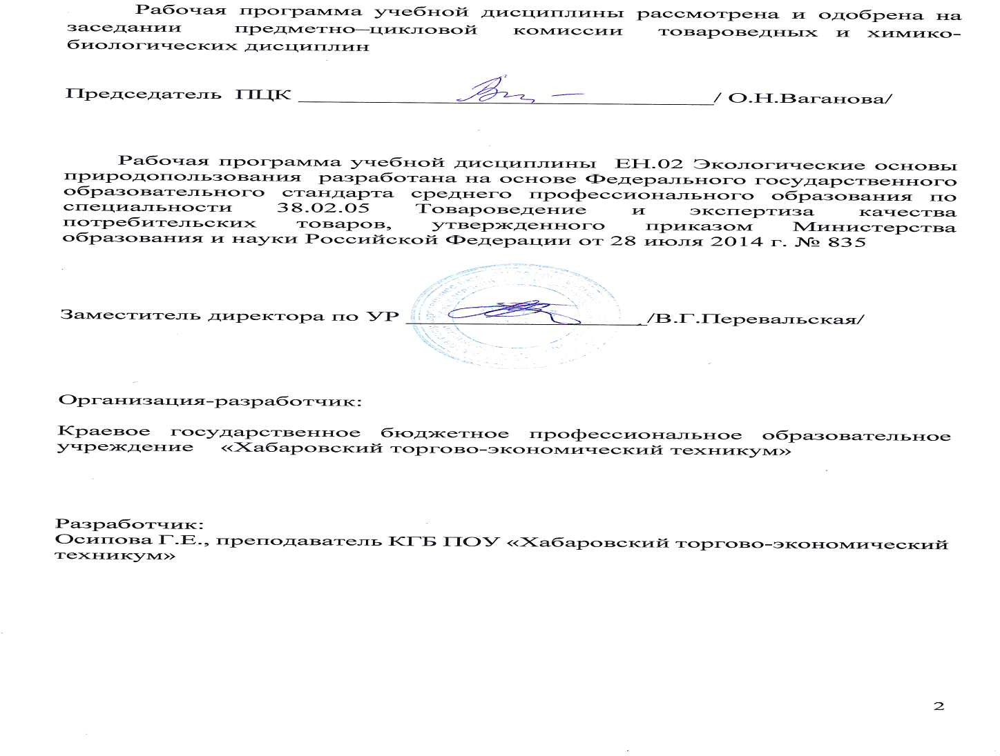 Рабочая программа учебной дисциплины рассмотрена и одобрена на
заседании предметно–цикловой комиссии товароведных и химико-
биологических дисциплин
Председатель ПЦК ____________________/ О.Н.Ваганова/
Рабочая программа учебной дисциплины ЕН.02 Экологические основы
природопользования разработана на основе Федерального государственного
образовательного стандарта среднего профессионального образования по
специальности 38.02.05 Товароведение и экспертиза качества
потребительских товаров, утвержденного приказом Министерства
образования и науки Российской Федерации от 28 июля 2014 г. № 835
Заместитель директора по УР ____________________/В.Г.Перевальская/
Организация-разработчик:
Краевое государственное бюджетное профессиональное образовательное
учреждение «Хабаровский торгово-экономический техникум»
Разработчик:
Осипова Г.Е., преподаватель КГБ ПОУ «Хабаровский торгово-экономический
техникум»
2